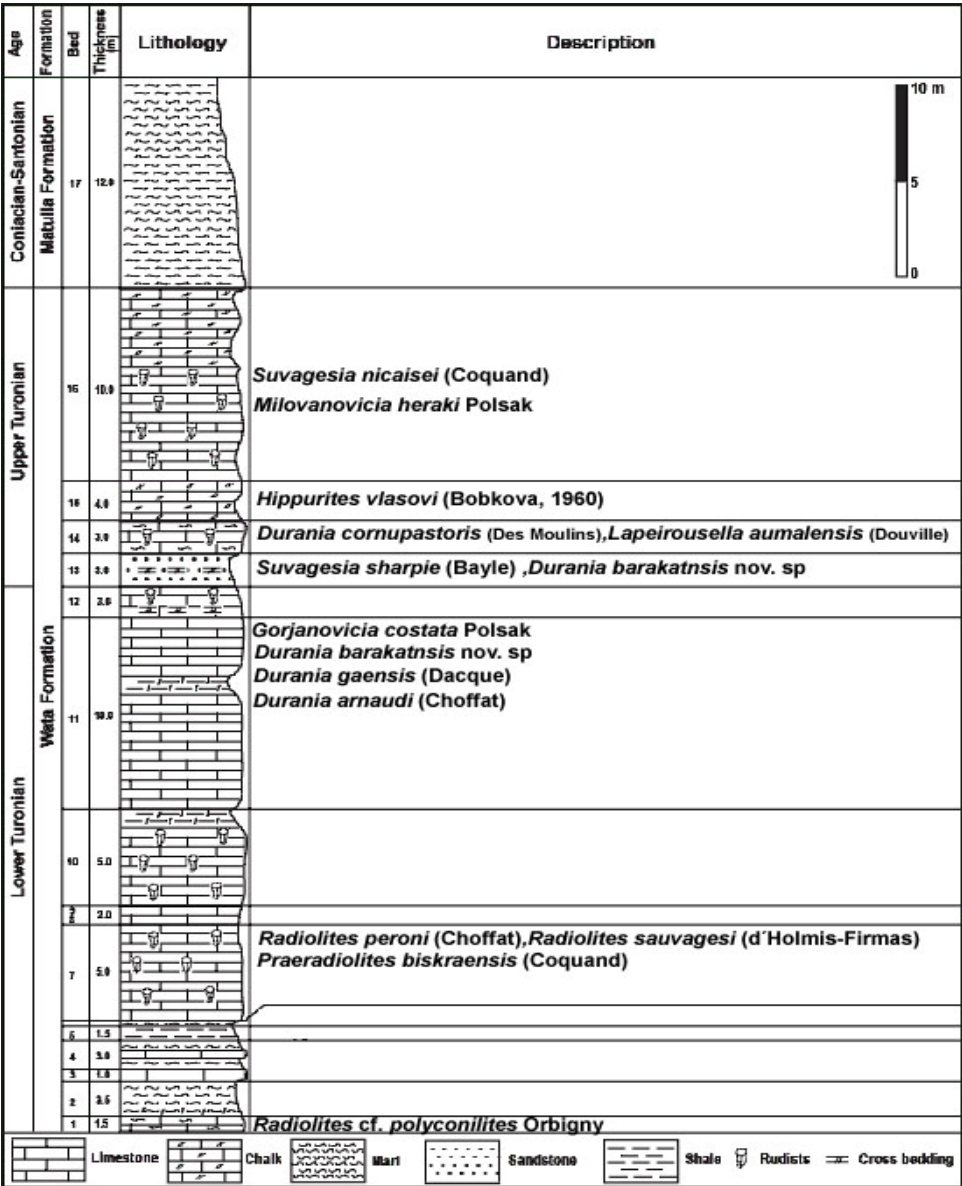 Age Formation Bed Thickness (m) Lithology Description
10 m
5
0
Coniacian-Santonian
Matulla Formation
17 12.0
Upper Turonian
Wata Formation
Lower Turonian
16 10.0
Suvagesia nicaisei (Coquand)
Milovanovicia heraki Polsak
4.0 Hippurites vlasovi (Bobkova, 1960)
14 3.0 Durania cornupastoris (Des Moulins),Lapeirousella aumalensis (Douville)
13 Suvagesia sharpie (Bayle) ,Durania barakatnsis nov. sp
12
11
Gorjanovicia costata Polsak
Durania barakatnsis nov. sp
Durania gaensis (Dacque)
Durania arnaudi (Choffat)
10 5.0
2.0
7 5.0
Radiolites peroni (Choffat),Radiolites sauvagesi (d´Holmis-Firmas)
Praeradiolites biskraensis (Coquand)
5 1.5
4 3.0
3 1.0
2
1 1.5 Radiolites cf. polyconilites Orbigny
Limestone Chalk Marl Sandstone Shale Rudists Cross bedding